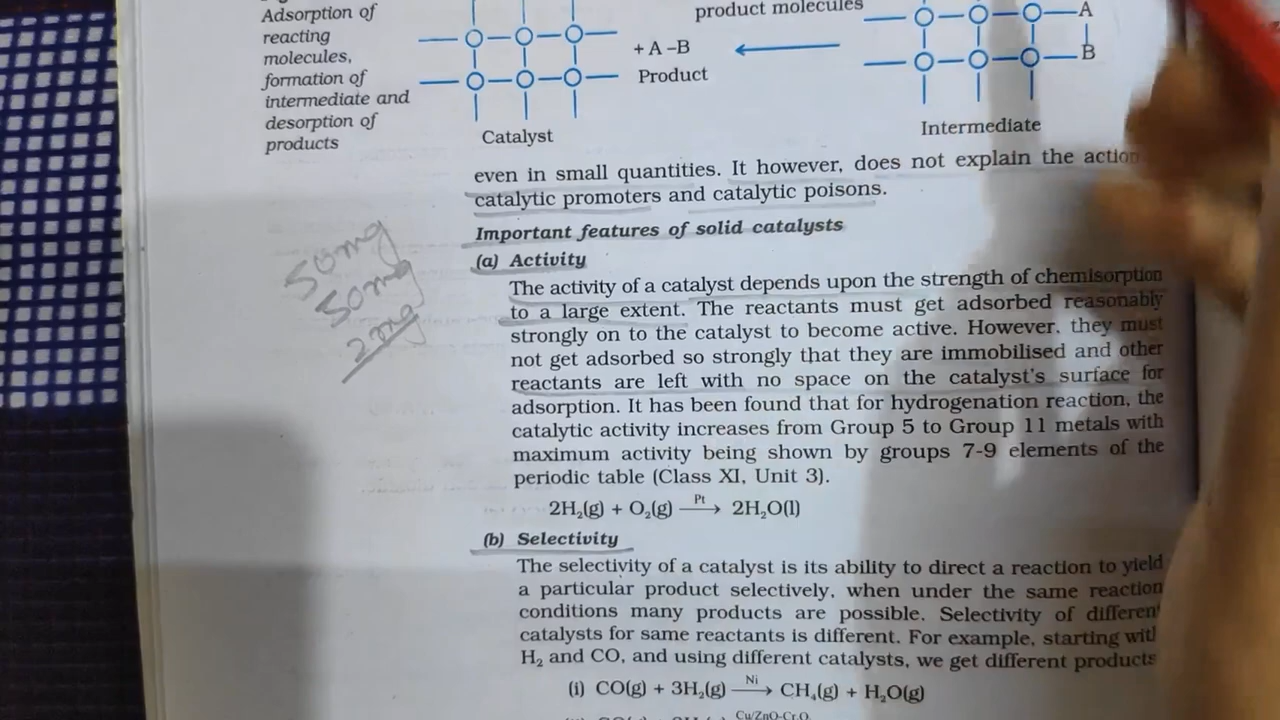 Adsorption of
reacting
molecules,
formation of
intermediate and
desorption of
products
+ A –B
Product
Catalyst
product molecules
A
B
Intermediate
even in small quantities. It however, does not explain the action
catalytic promoters and catalytic poisons.
Important features of solid catalysts
(a) Activity
The activity of a catalyst depends upon the strength of chemisorption
to a large extent. The reactants must get adsorbed reasonably
strongly on to the catalyst to become active. However, they must
not get adsorbed so strongly that they are immobilised and other
reactants are left with no space on the catalyst's surface for
adsorption. It has been found that for hydrogenation reaction, the
catalytic activity increases from Group 5 to Group 11 metals with
maximum activity being shown by groups 7-9 elements of the
periodic table (Class XI, Unit 3).
2H₂(g) + O₂(g) —Pt→ 2H₂O(l)
(b) Selectivity
The selectivity of a catalyst is its ability to direct a reaction to yield
a particular product selectively, when under the same reaction
conditions many products are possible. Selectivity of different
catalysts for same reactants is different. For example, starting with
H₂ and CO, and using different catalysts, we get different products
(i) CO(g) + 3H₂(g) —Ni→ CH₄(g) + H₂O(g)
Cu/ZnO-Cr₂O
50mg
50mg